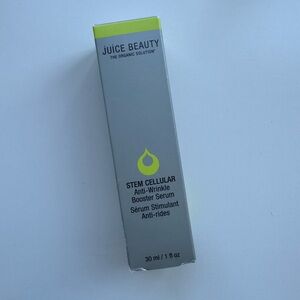 JUICE BEAUTY
THE ORGANIC SOLUTION®
STEM CELLULAR
Anti-Wrinkle
Booster Serum
Sérum Stimulant
Anti-rides
30 ml / 1 fl oz